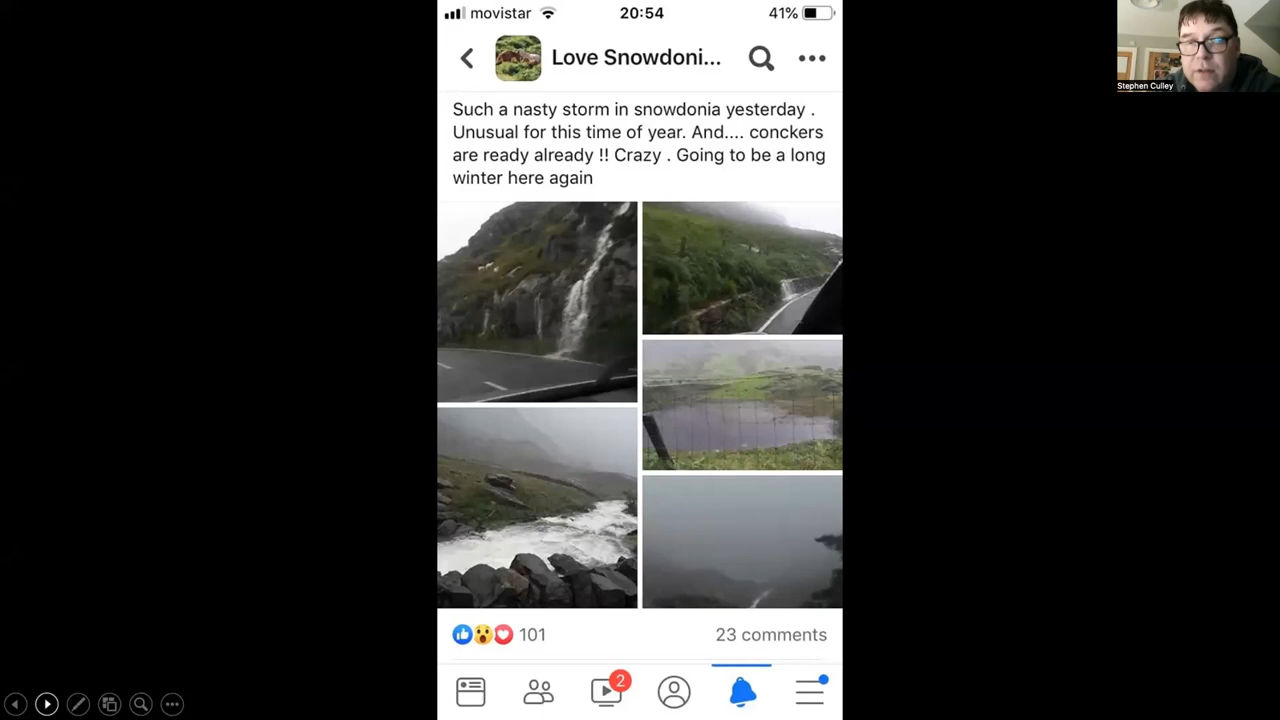 movistar
20:54
41%
Love Snowdoni...
Such a nasty storm in snowdonia yesterday .
Unusual for this time of year. And.... conckers
are ready already !! Crazy . Going to be a long
winter here again
101
23 comments
2
Stephen Culley